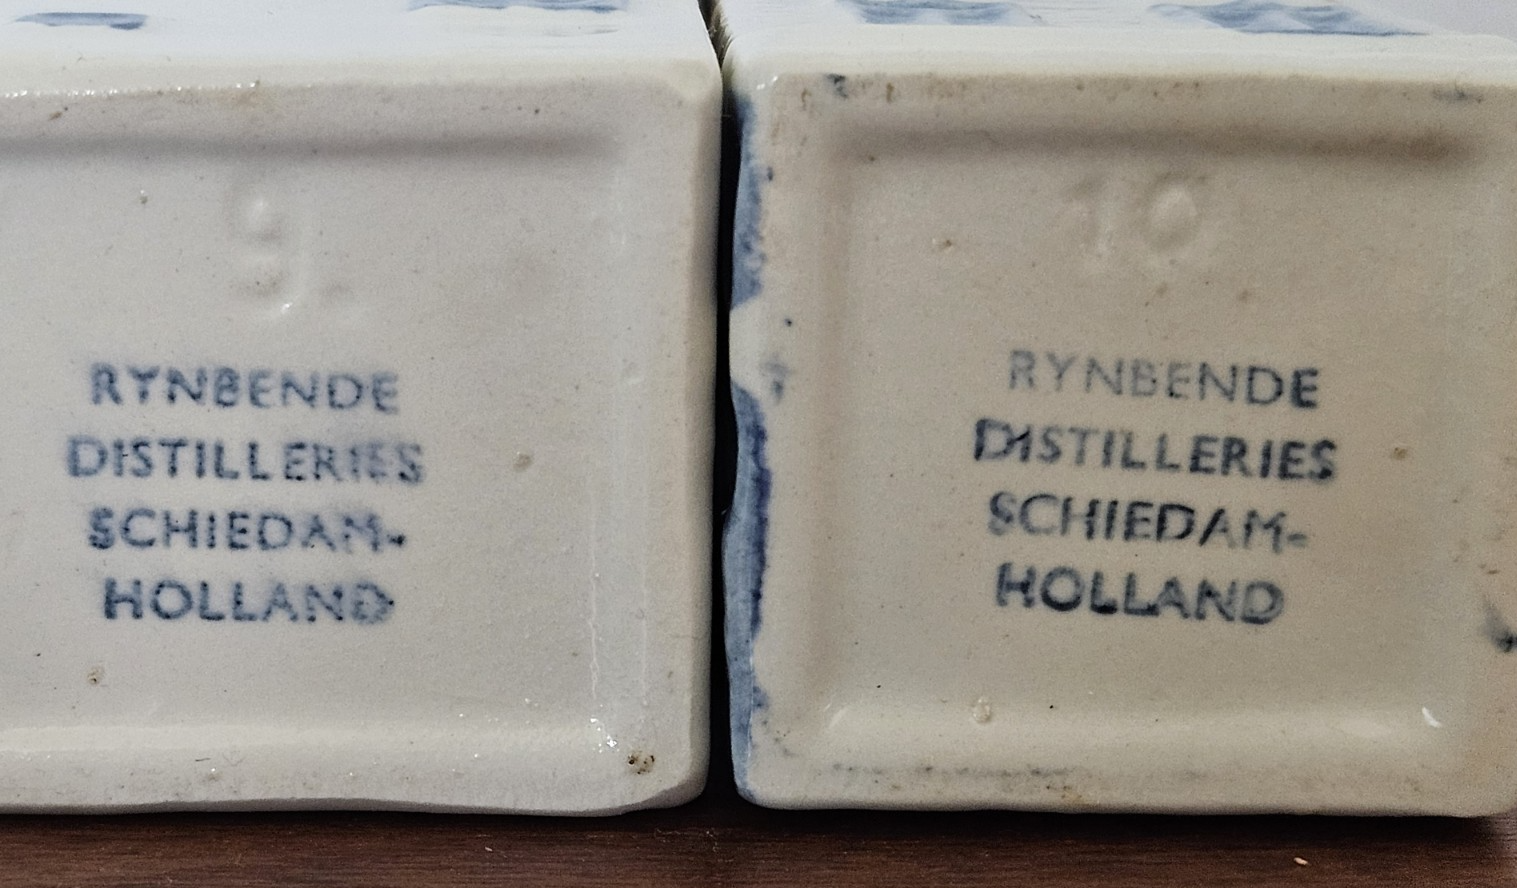 9.
RYNBENDE
DISTILLERIES
SCHIEDAM-
HOLLAND
10
RYNBENDE
DISTILLERIES
SCHIEDAM-
HOLLAND